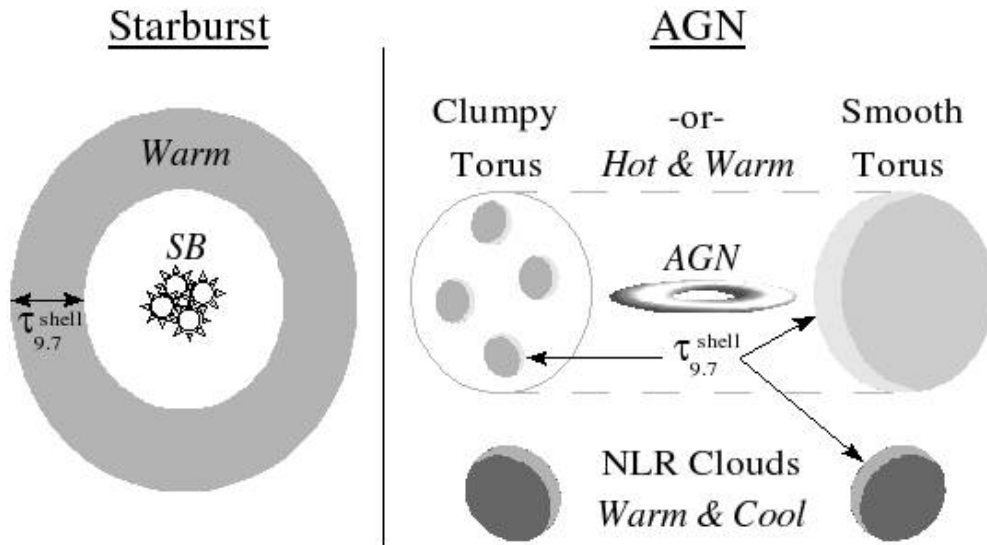 Starburst
Warm
SB
τ shell 9.7
AGN
Clumpy Torus
-or-
Hot & Warm
Smooth Torus
AGN
τ shell 9.7
NLR Clouds
Warm & Cool